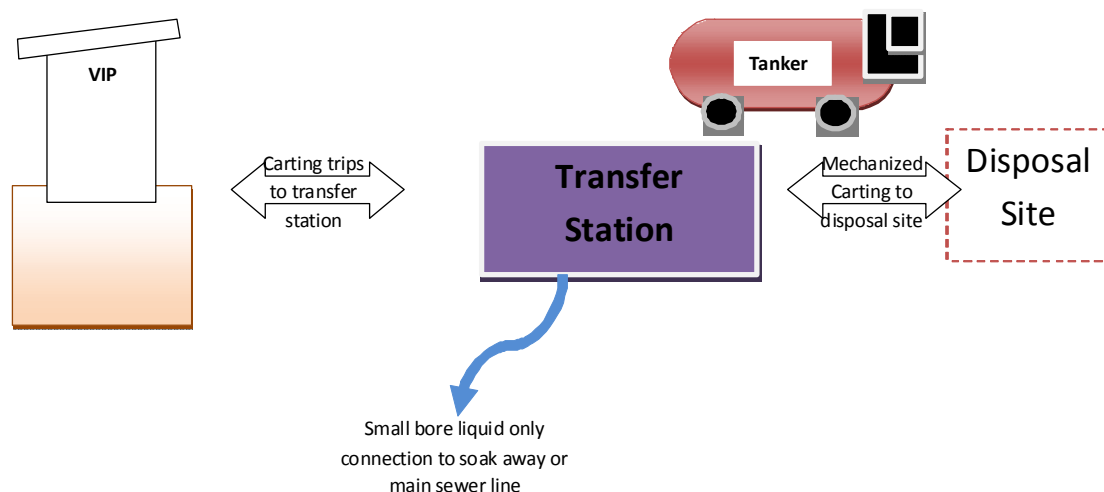 VIP
Tanker
Carting trips
to transfer
station
Transfer
Station
Mechanized
Carting to
disposal site
Disposal
Site
Small bore liquid only
connection to soak away or
main sewer line